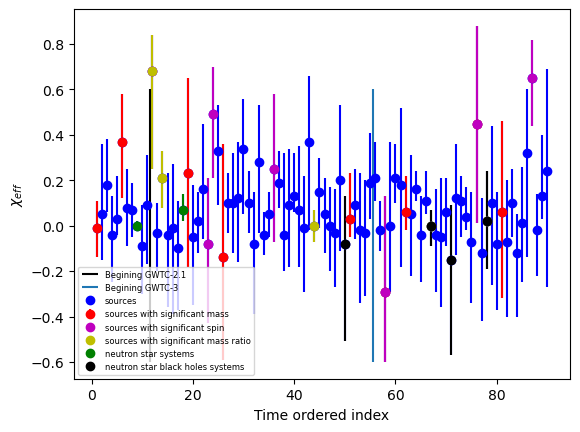 0.8
0.6
0.4
0.2
0.0
−0.2
−0.4
−0.6
χeff
Begining GWTC-2.1
Begining GWTC-3
sources
sources with significant mass
sources with significant spin
sources with significant mass ratio
neutron star systems
neutron star black holes systems
0 20 40 60 80
Time ordered index